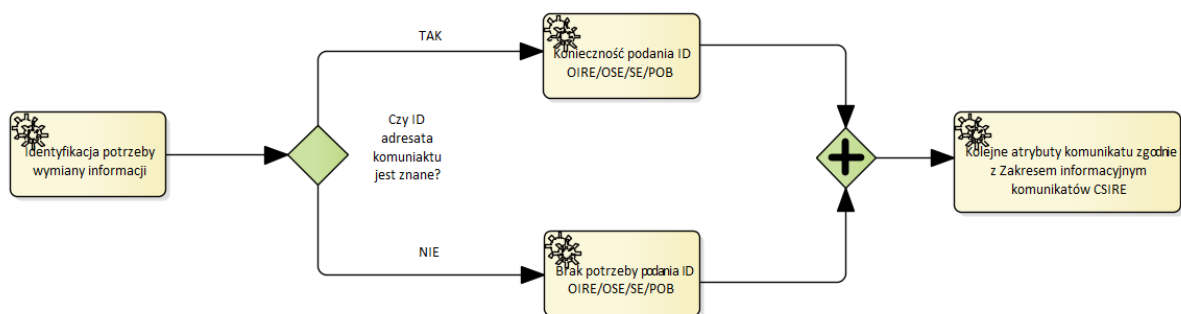 Identyfikacja potrzeby
wymiany informacji
TAK
Czy ID
adresata
komuniaktu
jest znane?
NIE
Konieczność podania ID
OIRE/OSE/SE/POB
Brak potrzeby podania ID
OIRE/OSE/SE/POB
Kolejne atrybuty komunikatu zgodnie
z Zakresem informacyjnym
komunikatów CSIRE